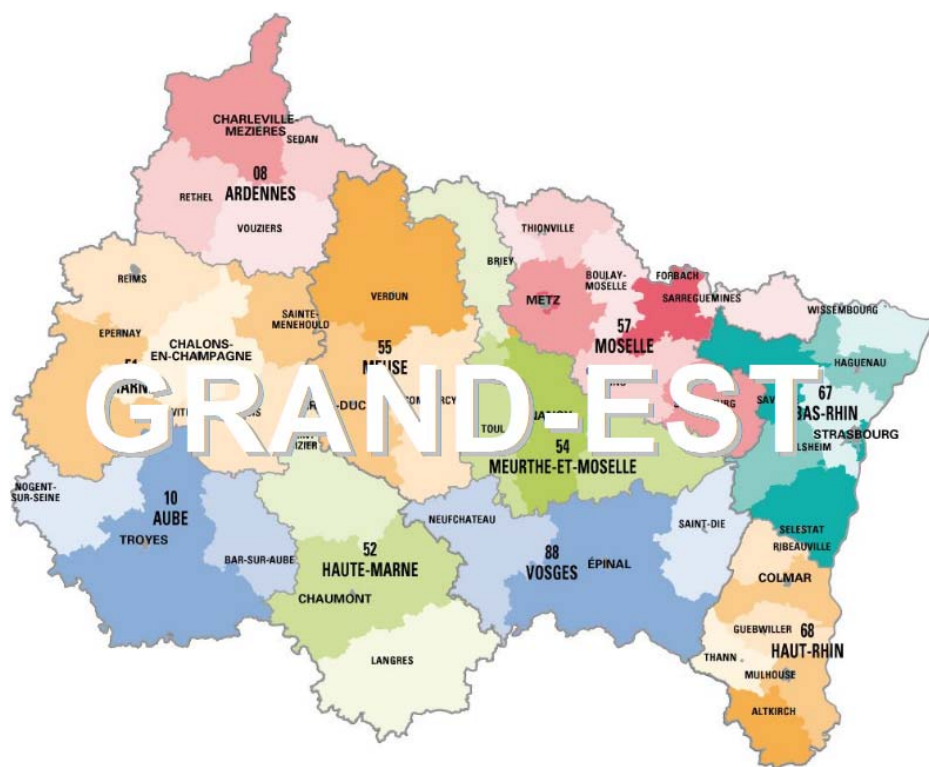 CHARLEVILLE-
MEZIÈRES
SEDAN
08
ARDENNES
RETHEL
VOUZIERS
THIONVILLE
BRIEY
BOULAY-
MOSELLE
FORBACH
REIMS
METZ
SARREGUEMINES
VERDUN
SAINTE-
MENEHOULD
WISSEMBOURG
57
MOSELLE
EPERNAY
CHALONS-
EN-CHAMPAGNE
55
MEUSE
HAGUENAU
GRAND-EST
67
BAS-RHIN
TOUL
STRASBOURG
54
MEURTHE-ET-MOSELLE
NOGENT-
SUR-SEINE
10
AUBE
TROYES
NEUFCHATEAU
SAINT-DIE
SELESTAT
RIBEAUVILLE
BAR-SUR-AUBE
52
HAUTE-MARNE
88
VOSGES
ÉPINAL
COLMAR
CHAUMONT
GUEBWILLER
68
HAUT-RHIN
LANGRES
THANN
MULHOUSE
ALTKIRCH